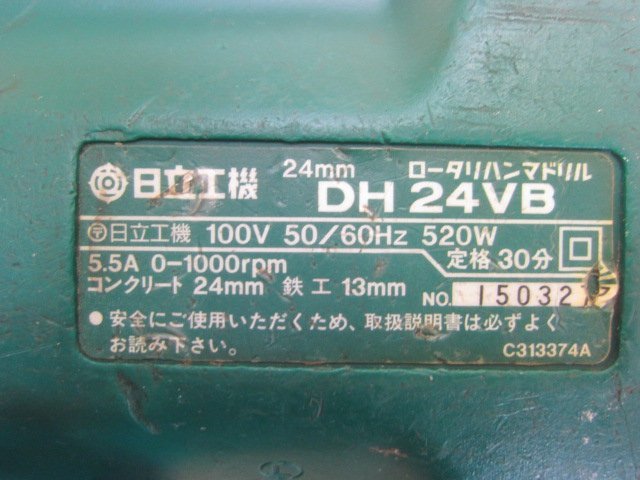 日立工機 24mm ロータリハンマドリル
DH 24VB
〒日立工機 100V 50/60Hz 520W
5.5A 0-1000rpm 定格30分
コンクリート 24mm 鉄工 13mm NO. 15032
●安全にご使用いただくため、取扱説明書は必ずよく
お読み下さい。
C313374A